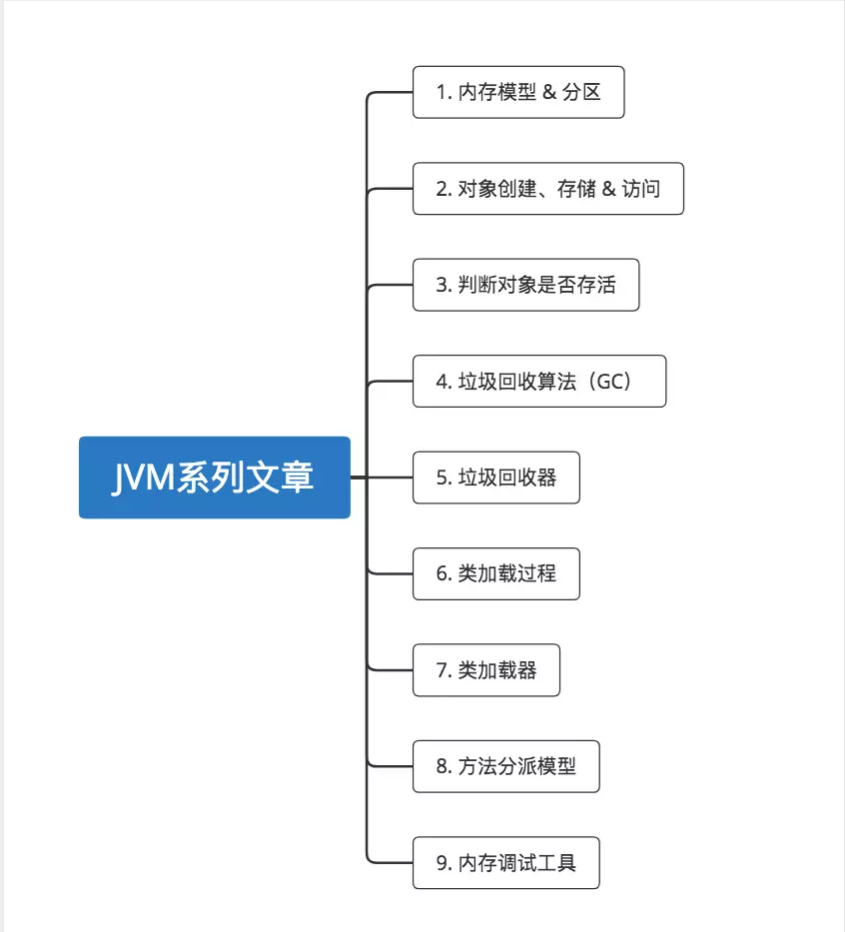 1. 内存模型 & 分区
2. 对象创建、存储 & 访问
3. 判断对象是否存活
4. 垃圾回收算法（GC）
JVM系列文章
5. 垃圾回收器
6. 类加载过程
7. 类加载器
8. 方法分派模型
9. 内存调试工具